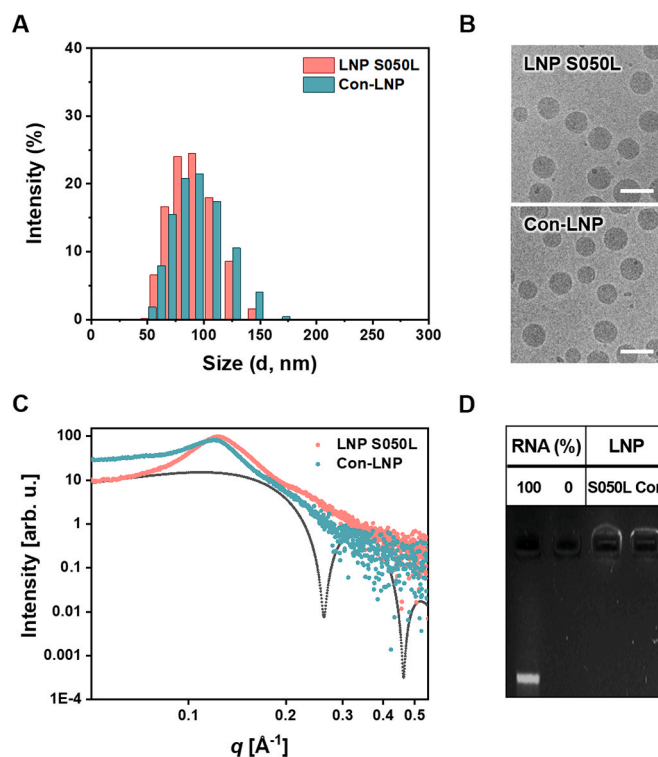 A
Intensity (%)
40
30
20
10
0
0 50 100 150 200 250 300
Size (d, nm)
LNP S050L
Con-LNP
B
LNP S050L
Con-LNP
C
Intensity [arb. u.]
100
10
1
0.1
0.01
0.001
1E-4
0.1 0.2 0.3 0.4 0.5
q [Å-1]
LNP S050L
Con-LNP
D
RNA (%) LNP
100 0 S050L Con